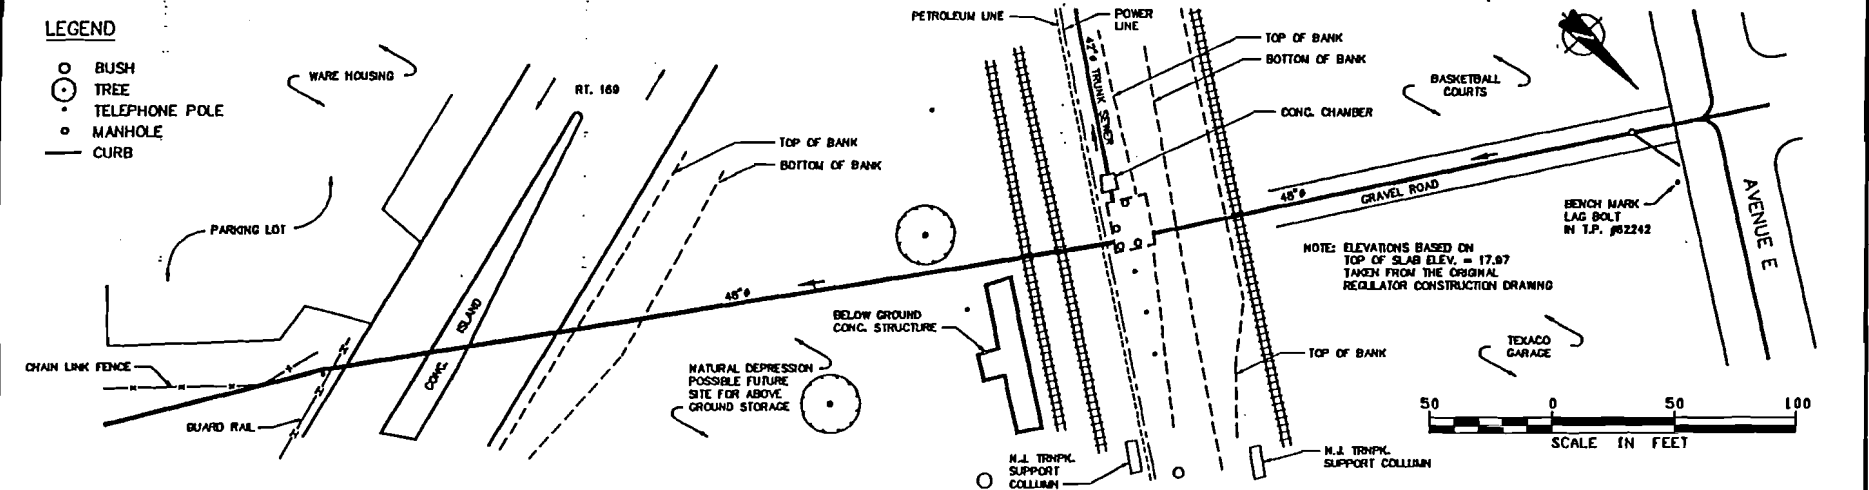 LEGEND
BUSH
TREE
TELEPHONE POLE
MANHOLE
CURB
WARE HOUSING
RT. 169
PARKING LOT
CHAIN LINK FENCE
GUARD RAIL
CONC. ISLAND
TOP OF BANK
BOTTOM OF BANK
48"ø
NATURAL DEPRESSION
POSSIBLE FUTURE
SITE FOR ABOVE
GROUND STORAGE
BELOW GROUND
CONC. STRUCTURE
PETROLEUM LINE
POWER
LINE
42"ø TRUNK SEWER
TOP OF BANK
BOTTOM OF BANK
CONC. CHAMBER
TOP OF BANK
N.J. TRNPK.
SUPPORT
COLLUMN
N.J. TRNPK.
SUPPORT COLLUMN
BASKETBALL
COURTS
48"ø
GRAVEL ROAD
BENCH MARK
LAG BOLT
IN T.P. #62242
AVENUE E
NOTE: ELEVATIONS BASED ON
TOP OF SLAB ELEV. = 17.97
TAKEN FROM THE ORIGINAL
REGULATOR CONSTRUCTION DRAWING
TEXACO
GARAGE
50 0 50 100
SCALE IN FEET